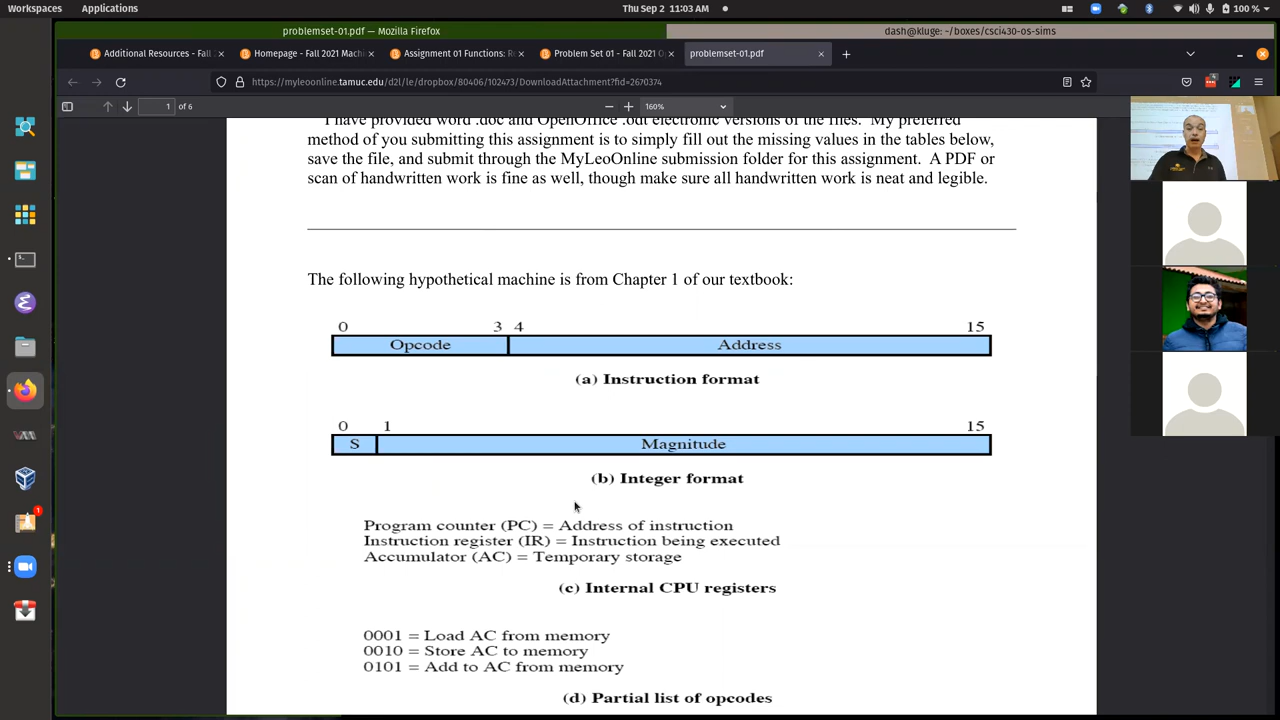 Workspaces Applications Thu Sep 2 11:03 AM 100 %
problemset-01.pdf — Mozilla Firefox dash@kluge: ~/boxes/csci430-os-sims
Additional Resources - Fall Homepage - Fall 2021 Machi Assignment 01 Functions: Re Problem Set 01 - Fall 2021 O problemset-01.pdf
https://myleoonline.tamuc.edu/d2l/le/dropbox/80406/102473/DownloadAttachment?fid=2670374
1 of 6 160%
I have provided word .doc and OpenOffice .odt electronic versions of the files. My preferred
method of you submitting this assignment is to simply fill out the missing values in the tables below,
save the file, and submit through the MyLeoOnline submission folder for this assignment. A PDF or
scan of handwritten work is fine as well, though make sure all handwritten work is neat and legible.
The following hypothetical machine is from Chapter 1 of our textbook:
0 3 4 15
Opcode Address
(a) Instruction format
0 1 15
S Magnitude
(b) Integer format
Program counter (PC) = Address of instruction
Instruction register (IR) = Instruction being executed
Accumulator (AC) = Temporary storage
(c) Internal CPU registers
0001 = Load AC from memory
0010 = Store AC to memory
0101 = Add to AC from memory
(d) Partial list of opcodes
1